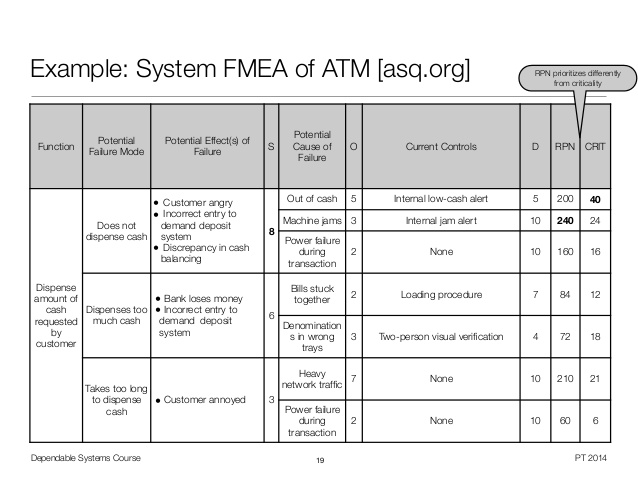 Example: System FMEA of ATM [asq.org]
RPN prioritizes differently
from criticality
Function
Potential
Failure Mode
Potential Effect(s) of
Failure
S
Potential
Cause of
Failure
O
Current Controls
D
RPN
CRIT
Dispense
amount of
cash
requested
by
customer
Does not
dispense cash
• Customer angry
• Incorrect entry to
demand deposit
system
• Discrepancy in cash
balancing
8
Out of cash
5
Internal low-cash alert
5
200
40
Machine jams
3
Internal jam alert
10
240
24
Power failure
during
transaction
2
None
10
160
16
Dispenses too
much cash
• Bank loses money
• Incorrect entry to
demand deposit
system
6
Bills stuck
together
2
Loading procedure
7
84
12
Denomination
s in wrong
trays
3
Two-person visual verification
4
72
18
Takes too long
to dispense
cash
• Customer annoyed
3
Heavy
network traffic
7
None
10
210
21
Power failure
during
transaction
2
None
10
60
6
Dependable Systems Course
19
PT 2014